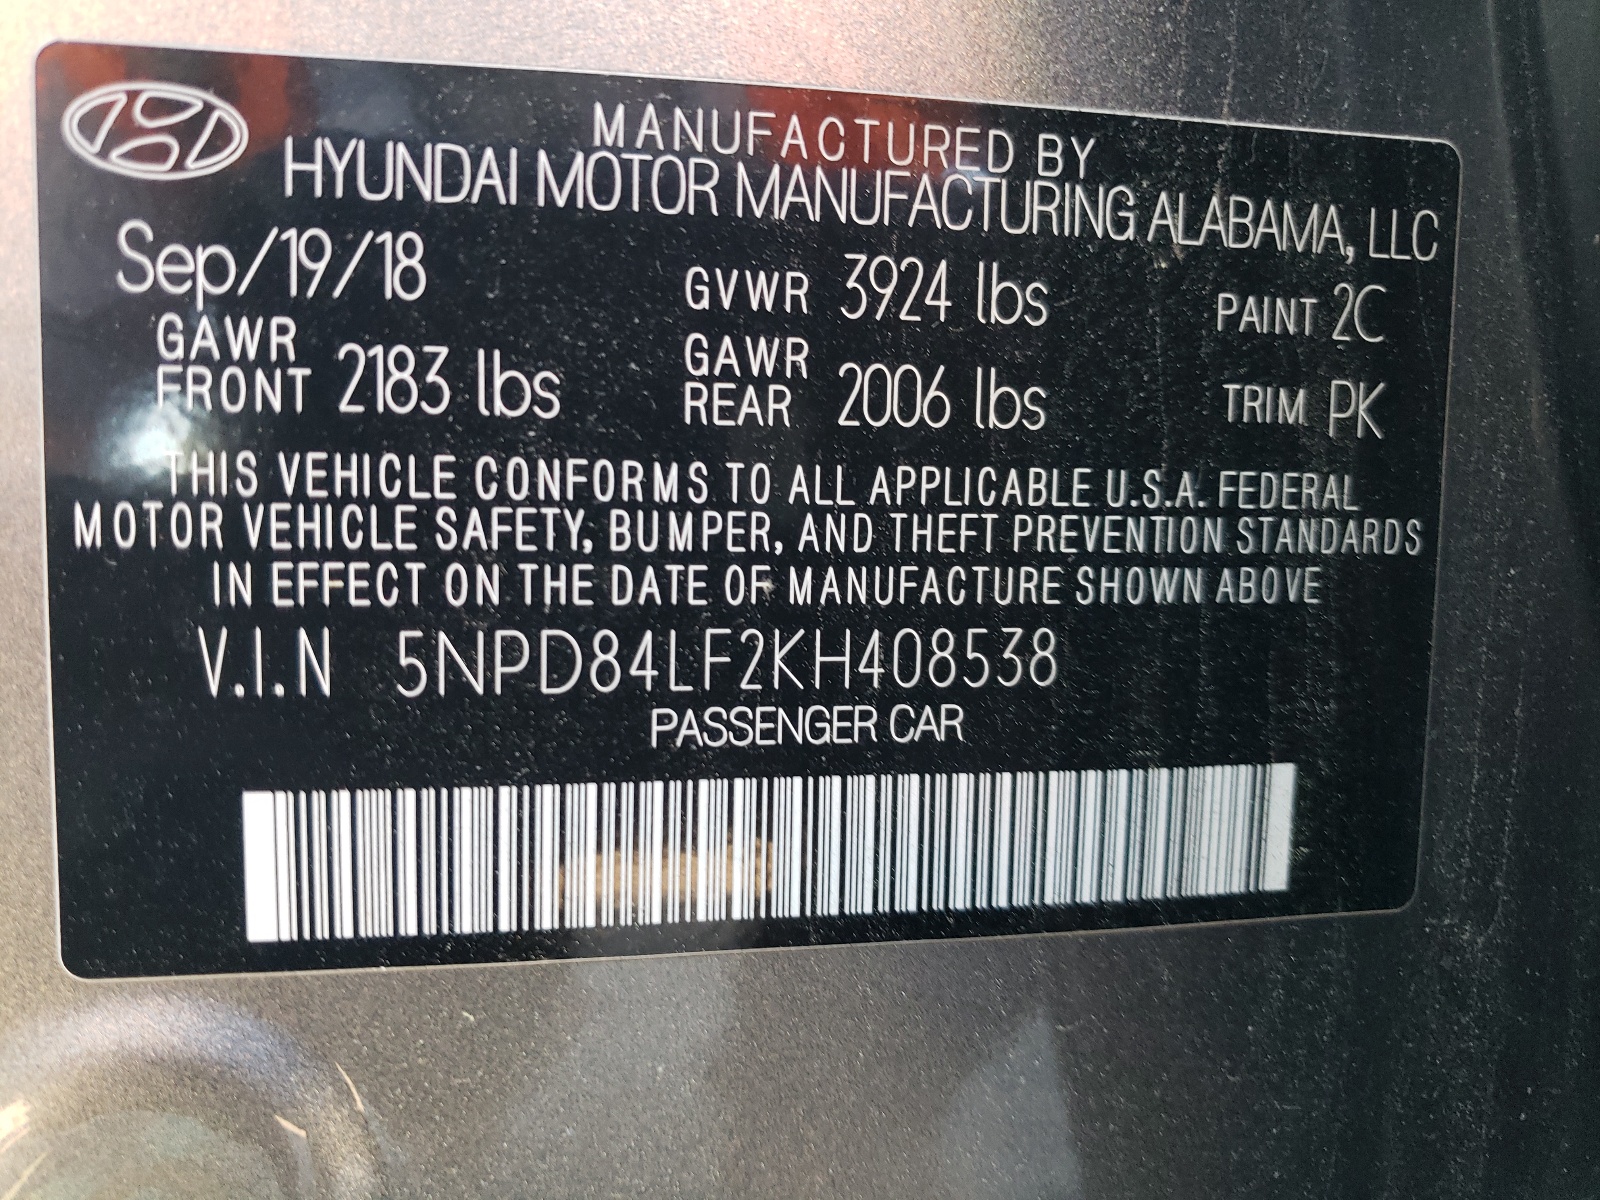 MANUFACTURED BY
HYUNDAI MOTOR MANUFACTURING ALABAMA, LLC
Sep/19/18 GVWR 3924 lbs PAINT 2C
GAWR FRONT 2183 lbs GAWR REAR 2006 lbs TRIM PK
THIS VEHICLE CONFORMS TO ALL APPLICABLE U.S.A. FEDERAL
MOTOR VEHICLE SAFETY, BUMPER, AND THEFT PREVENTION STANDARDS
IN EFFECT ON THE DATE OF MANUFACTURE SHOWN ABOVE
V.I.N 5NPD84LF2KH408538
PASSENGER CAR